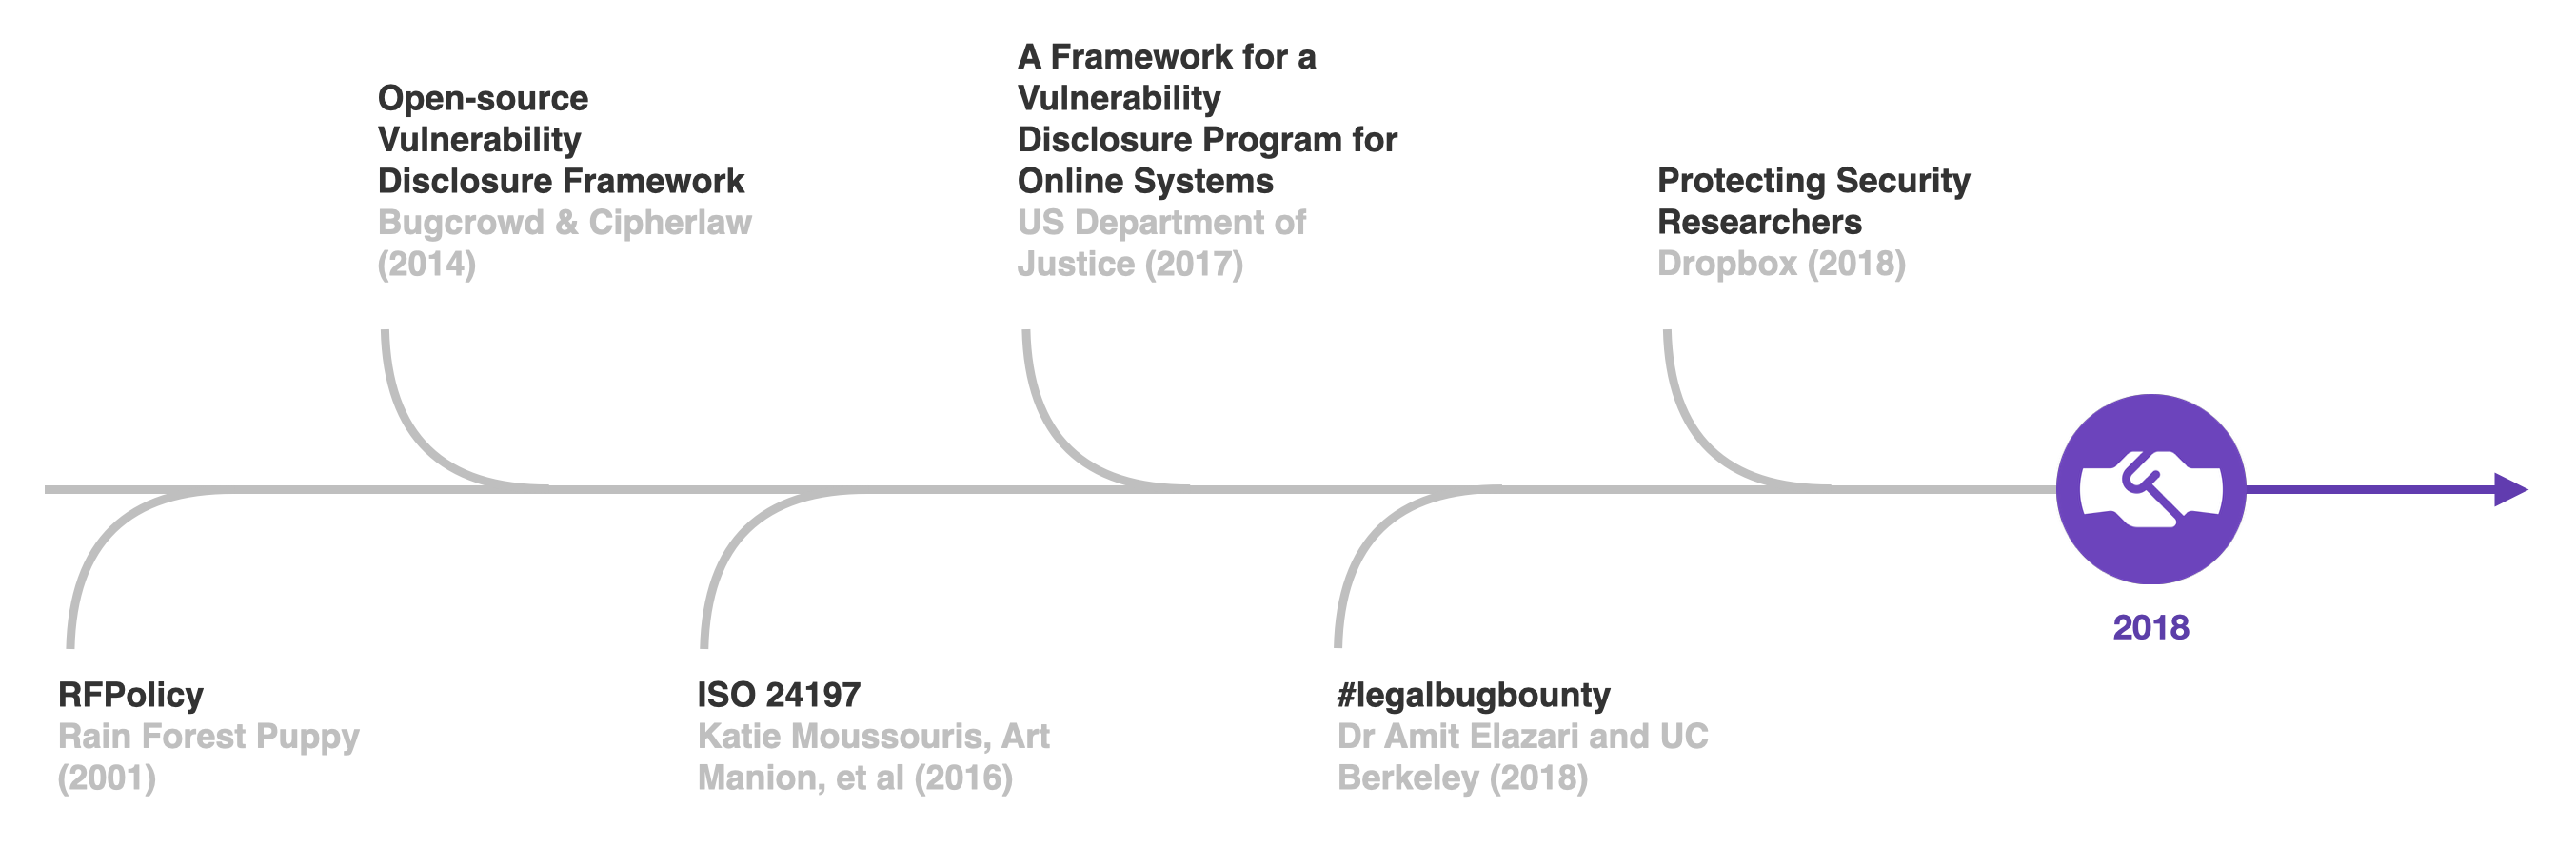 Open-source
Vulnerability
Disclosure Framework
Bugcrowd & Cipherlaw
(2014)
A Framework for a
Vulnerability
Disclosure Program for
Online Systems
US Department of
Justice (2017)
Protecting Security
Researchers
Dropbox (2018)
2018
RFPolicy
Rain Forest Puppy
(2001)
ISO 24197
Katie Moussouris, Art
Manion, et al (2016)
#legalbugbounty
Dr Amit Elazari and UC
Berkeley (2018)